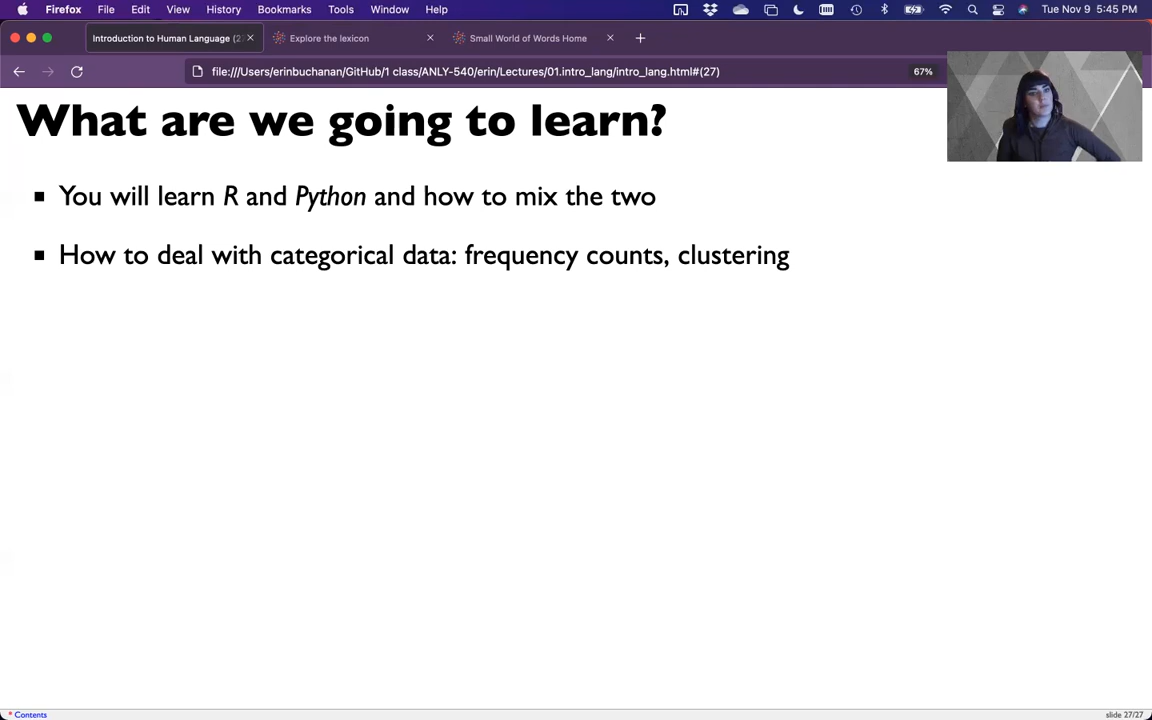 Firefox File Edit View History Bookmarks Tools Window Help Tue Nov 9 5:45 PM
Introduction to Human Language (2 Explore the lexicon Small World of Words Home
file:///Users/erinbuchanan/GitHub/1 class/ANLY-540/erin/Lectures/01.intro_lang/intro_lang.html#(27) 67%
What are we going to learn?
You will learn R and Python and how to mix the two
How to deal with categorical data: frequency counts, clustering
* Contents slide 27/27